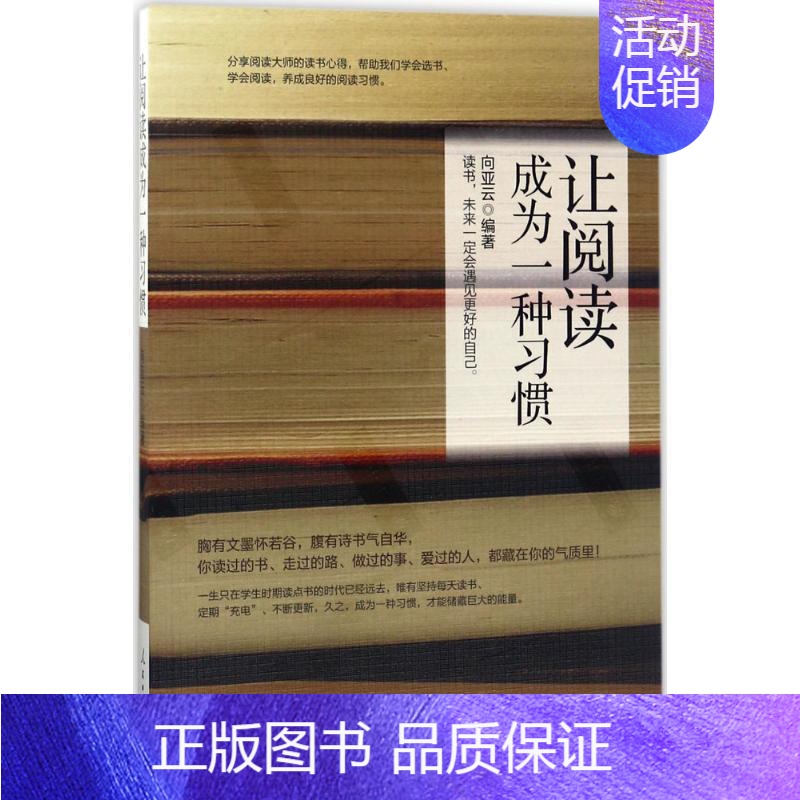 活动
促销
分享阅读大师的读书心得，帮助我们学会选书、
学会阅读，养成良好的阅读习惯。
让阅读
成为一种习惯
向亚云◎编著
读书，未来一定会遇见更好的自己。
让阅读成为一种习惯
胸有文墨怀若谷，腹有诗书气自华，
你读过的书、走过的路、做过的事、爱过的人，都藏在你的气质里！
一生只在学生时期读点书的时代已经远去，唯有坚持每天读书、
定期“充电”、不断更新，久之，成为一种习惯，才能储藏巨大的能量。
正版图书 品质保证